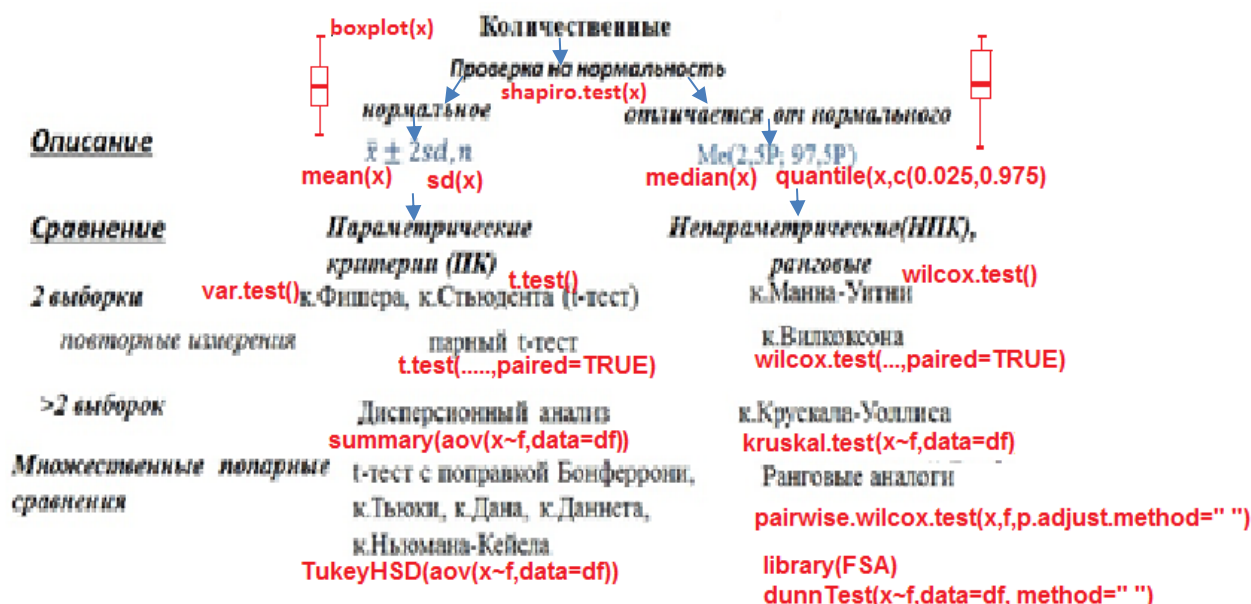 boxplot(x) Количественные
Проверка на нормальность
shapiro.test(x)
нормальное отличается от нормального
Описание x̄ ± 2sd, n Me(2,5P; 97,5P)
mean(x) sd(x) median(x) quantile(x,c(0.025,0.975)
Сравнение Параметрические Непараметрические(НПК),
критерии (ПК) ранговые
t.test() wilcox.test()
2 выборки var.test() к.Фишера, к.Стьюдента (t-тест) к.Манна-Уитни
повторные измерения парный t-тест к.Вилкоксона
t.test(.....,paired=TRUE) wilcox.test(...,paired=TRUE)
>2 выборок Дисперсионный анализ к.Крускала-Уоллиса
summary(aov(x~f,data=df)) kruskal.test(x~f,data=df)
Множественные попарные t-тест с поправкой Бонферрони, Ранговые аналоги
сравнения к.Тьюки, к.Дана, к.Даннета,
pairwise.wilcox.test(x,f,p.adjust.method=" ")
к.Ньюмана-Кейсла
TukeyHSD(aov(x~f,data=df)) library(FSA)
dunnTest(x~f,data=df, method=" ")